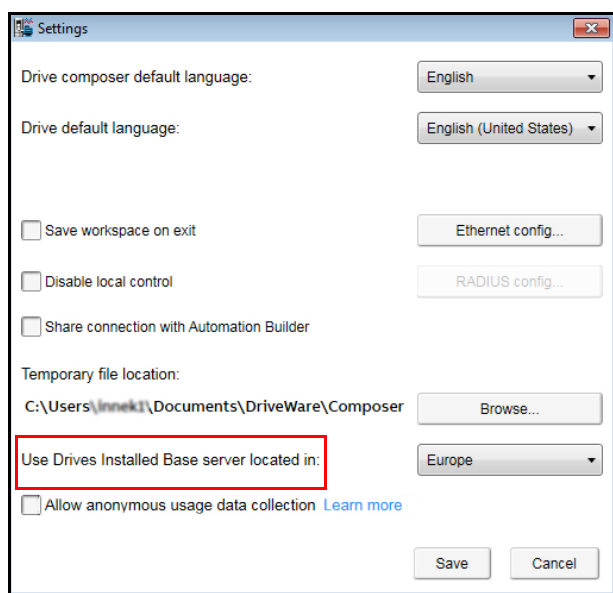 Settings
Drive composer default language: English
Drive default language: English (United States)
Save workspace on exit Ethernet config...
Disable local control RADIUS config...
Share connection with Automation Builder
Temporary file location:
C:\Users\\Documents\DriveWare\Composer Browse...
Use Drives Installed Base server located in: Europe
Allow anonymous usage data collection Learn more
Save Cancel